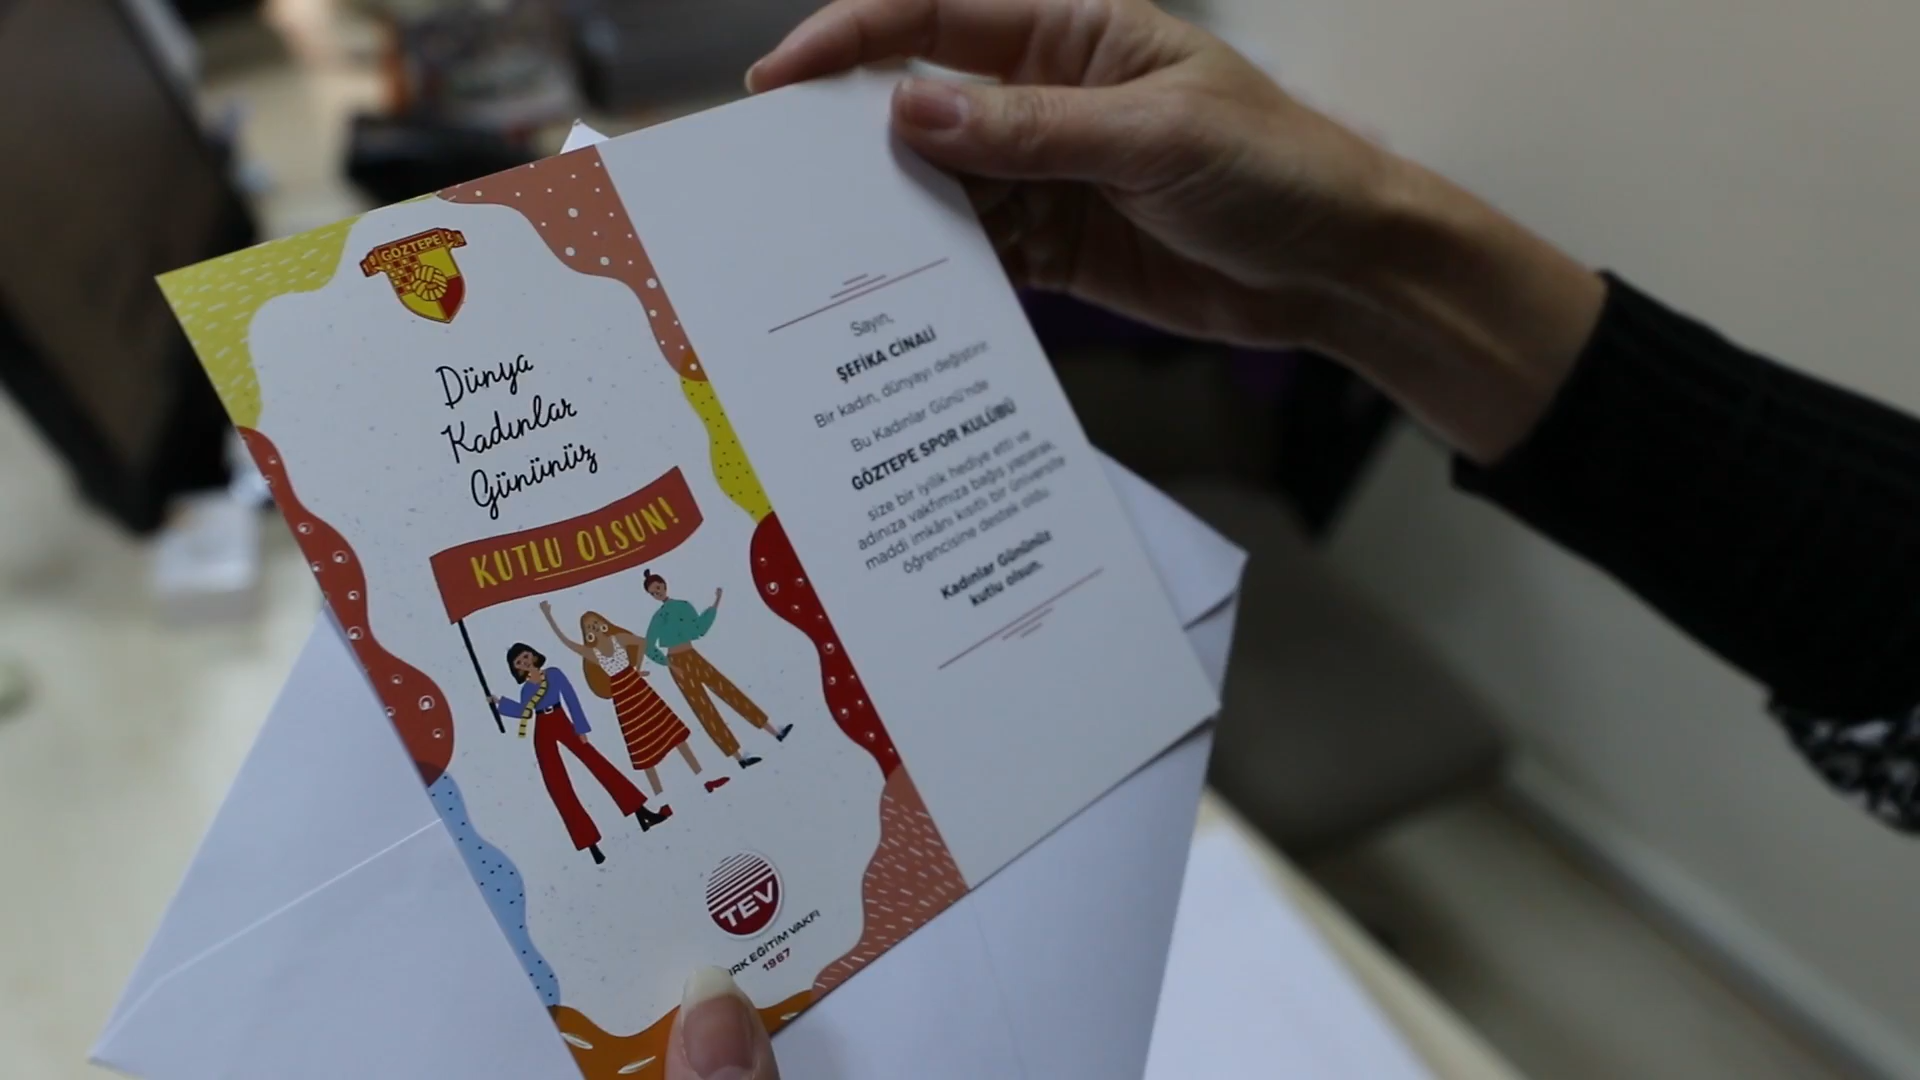 GÖZTEPE
Dünya
Kadınlar
Gününüz
KUTLU OLSUN!
TEV
EĞİTİM VAKFI
1967
Sayın,
ŞEFİKA CİNALİ
Bir kadın, dünyayı değiştirir.
Bu Kadınlar Günü'nde
GÖZTEPE SPOR KULÜBÜ
size bir iyilik hediye etti ve
adınıza vakfımıza bağış yaparak,
maddi imkânı kısıtlı bir üniversite
öğrencisine destek oldu.
Kadınlar Gününüz
kutlu olsun.